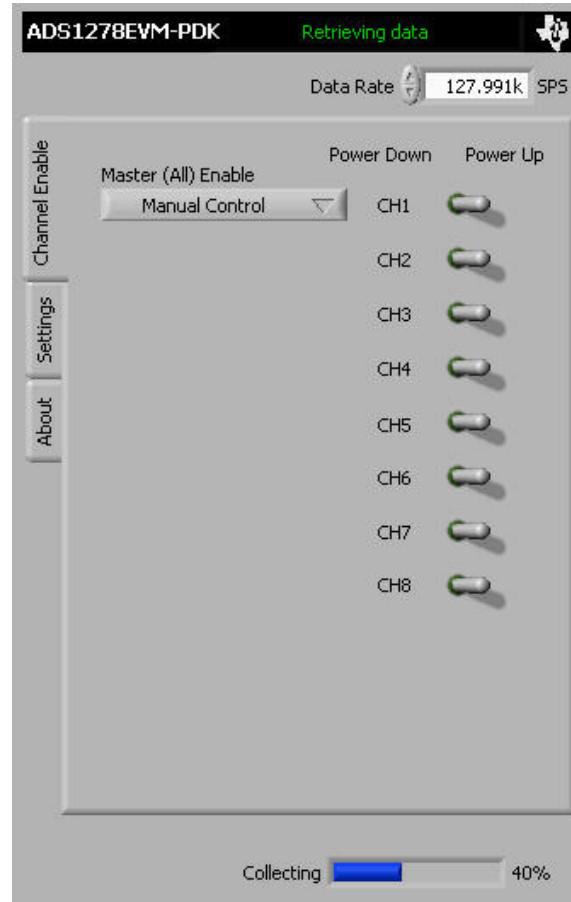 ADS1278EVM-PDK Retrieving data
Data Rate 127.991k SPS
Channel Enable
Settings
About
Power Down Power Up
Master (All) Enable
Manual Control
CH1
CH2
CH3
CH4
CH5
CH6
CH7
CH8
Collecting 40%